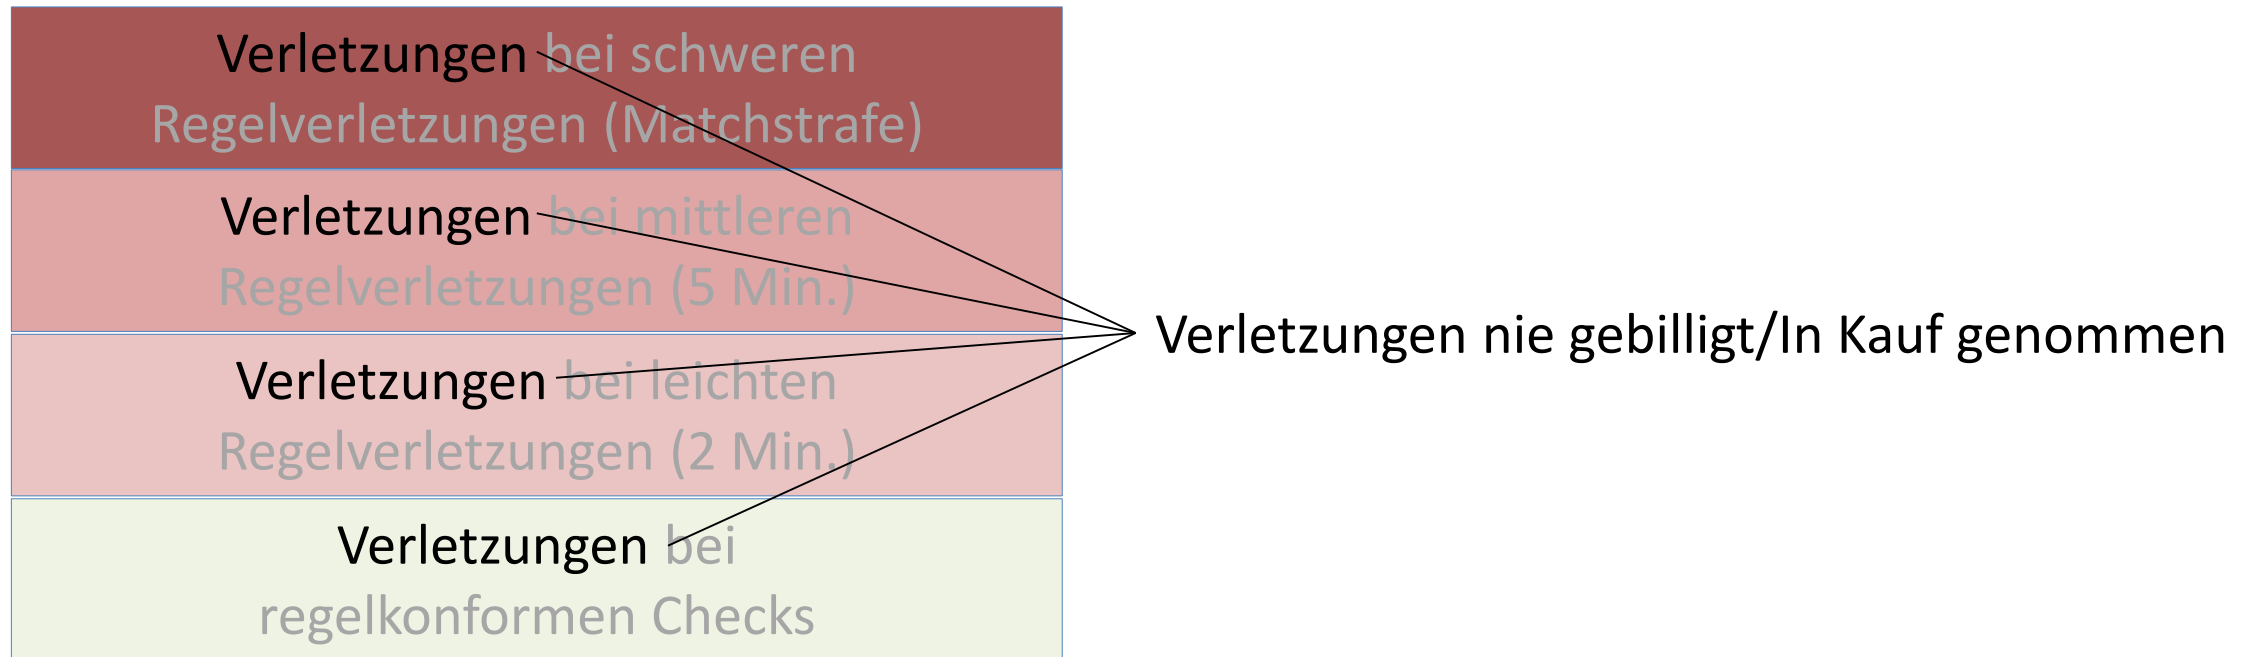 Verletzungen bei schweren
Regelverletzungen (Matchstrafe)
Verletzungen bei mittleren
Regelverletzungen (5 Min.)
Verletzungen nie gebilligt/In Kauf genommen
Verletzungen bei leichten
Regelverletzungen (2 Min.)
Verletzungen bei
regelkonformen Checks